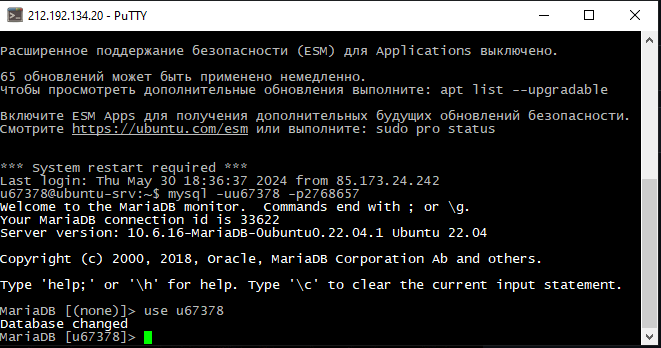 212.192.134.20 - PuTTY
Расширенное поддержание безопасности (ESM) для Applications выключено.
65 обновлений может быть применено немедленно.
Чтобы просмотреть дополнительные обновления выполните: apt list --upgradable
Включите ESM Apps для получения дополнительных будущих обновлений безопасности.
Смотрите https://ubuntu.com/esm или выполните: sudo pro status
*** System restart required ***
Last login: Thu May 30 18:36:37 2024 from 85.173.24.242
u67378@ubuntu-srv:~$ mysql -uu67378 -p2768657
Welcome to the MariaDB monitor.  Commands end with ; or \g.
Your MariaDB connection id is 33622
Server version: 10.6.16-MariaDB-0ubuntu0.22.04.1 Ubuntu 22.04
Copyright (c) 2000, 2018, Oracle, MariaDB Corporation Ab and others.
Type 'help;' or '\h' for help. Type '\c' to clear the current input statement.
MariaDB [(none)]> use u67378
Database changed
MariaDB [u67378]>